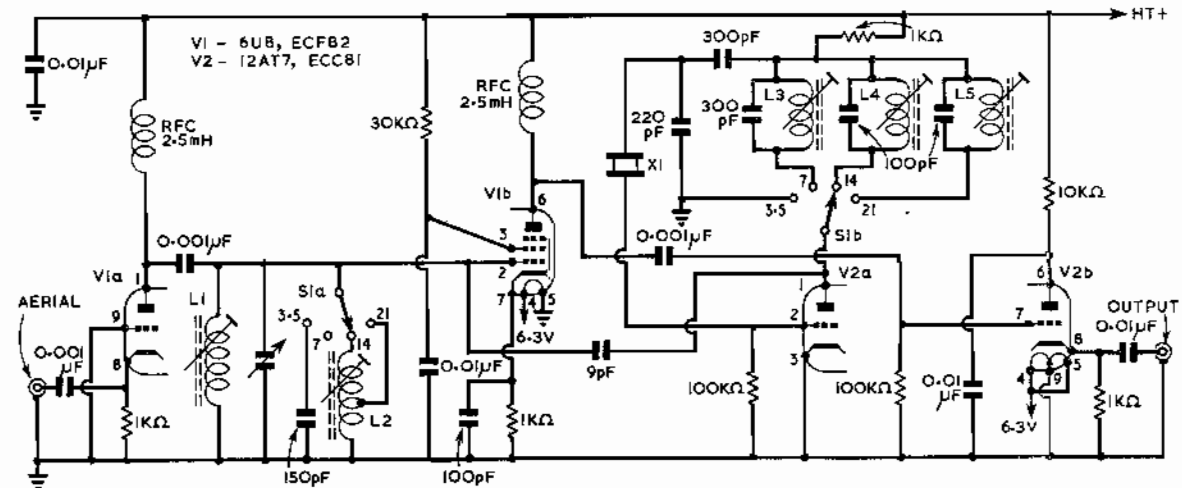 HT+
V1 - 6U8, ECF82
V2 - 12AT7, ECC81
0·01μF
RFC
2·5mH
30KΩ
RFC
2·5mH
300pF
1KΩ
L3
L4
L5
300
pF
220
pF
100pF
X1
7
14
3·5
21
S1b
10KΩ
V1b
6
3
2
7
4
5
6·3V
0·001μF
0·001μF
V1a
1
9
8
L1
S1a
3·5
7
14
21
L2
AERIAL
0·001
μF
1KΩ
150pF
0·01μF
100pF
1KΩ
9pF
V2a
1
2
3
100KΩ
100KΩ
0·01
μF
6
V2b
7
8
5
4
9
6·3V
1KΩ
OUTPUT
0·01μF